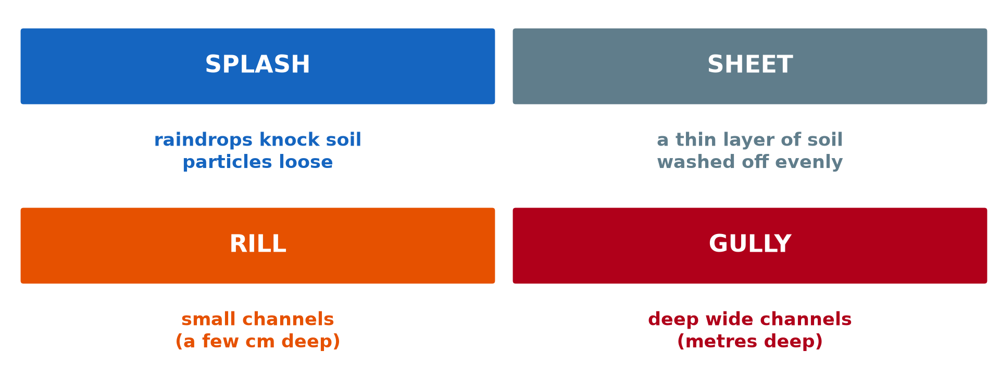 SPLASH
raindrops knock soil
particles loose
SHEET
a thin layer of soil
washed off evenly
RILL
small channels
(a few cm deep)
GULLY
deep wide channels
(metres deep)